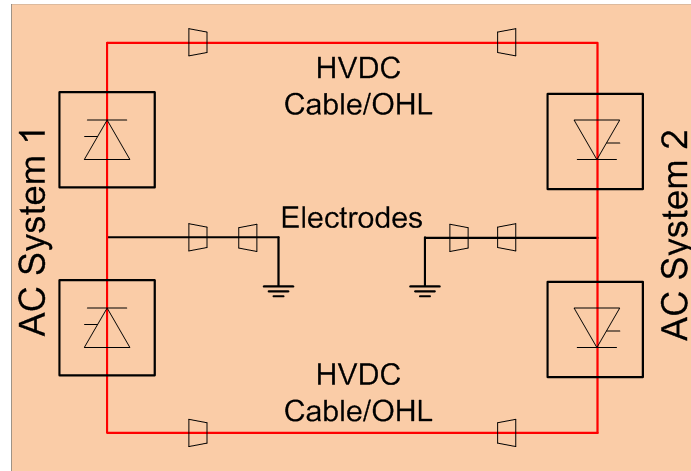 HVDC
Cable/OHL
AC System 1
AC System 2
Electrodes
HVDC
Cable/OHL